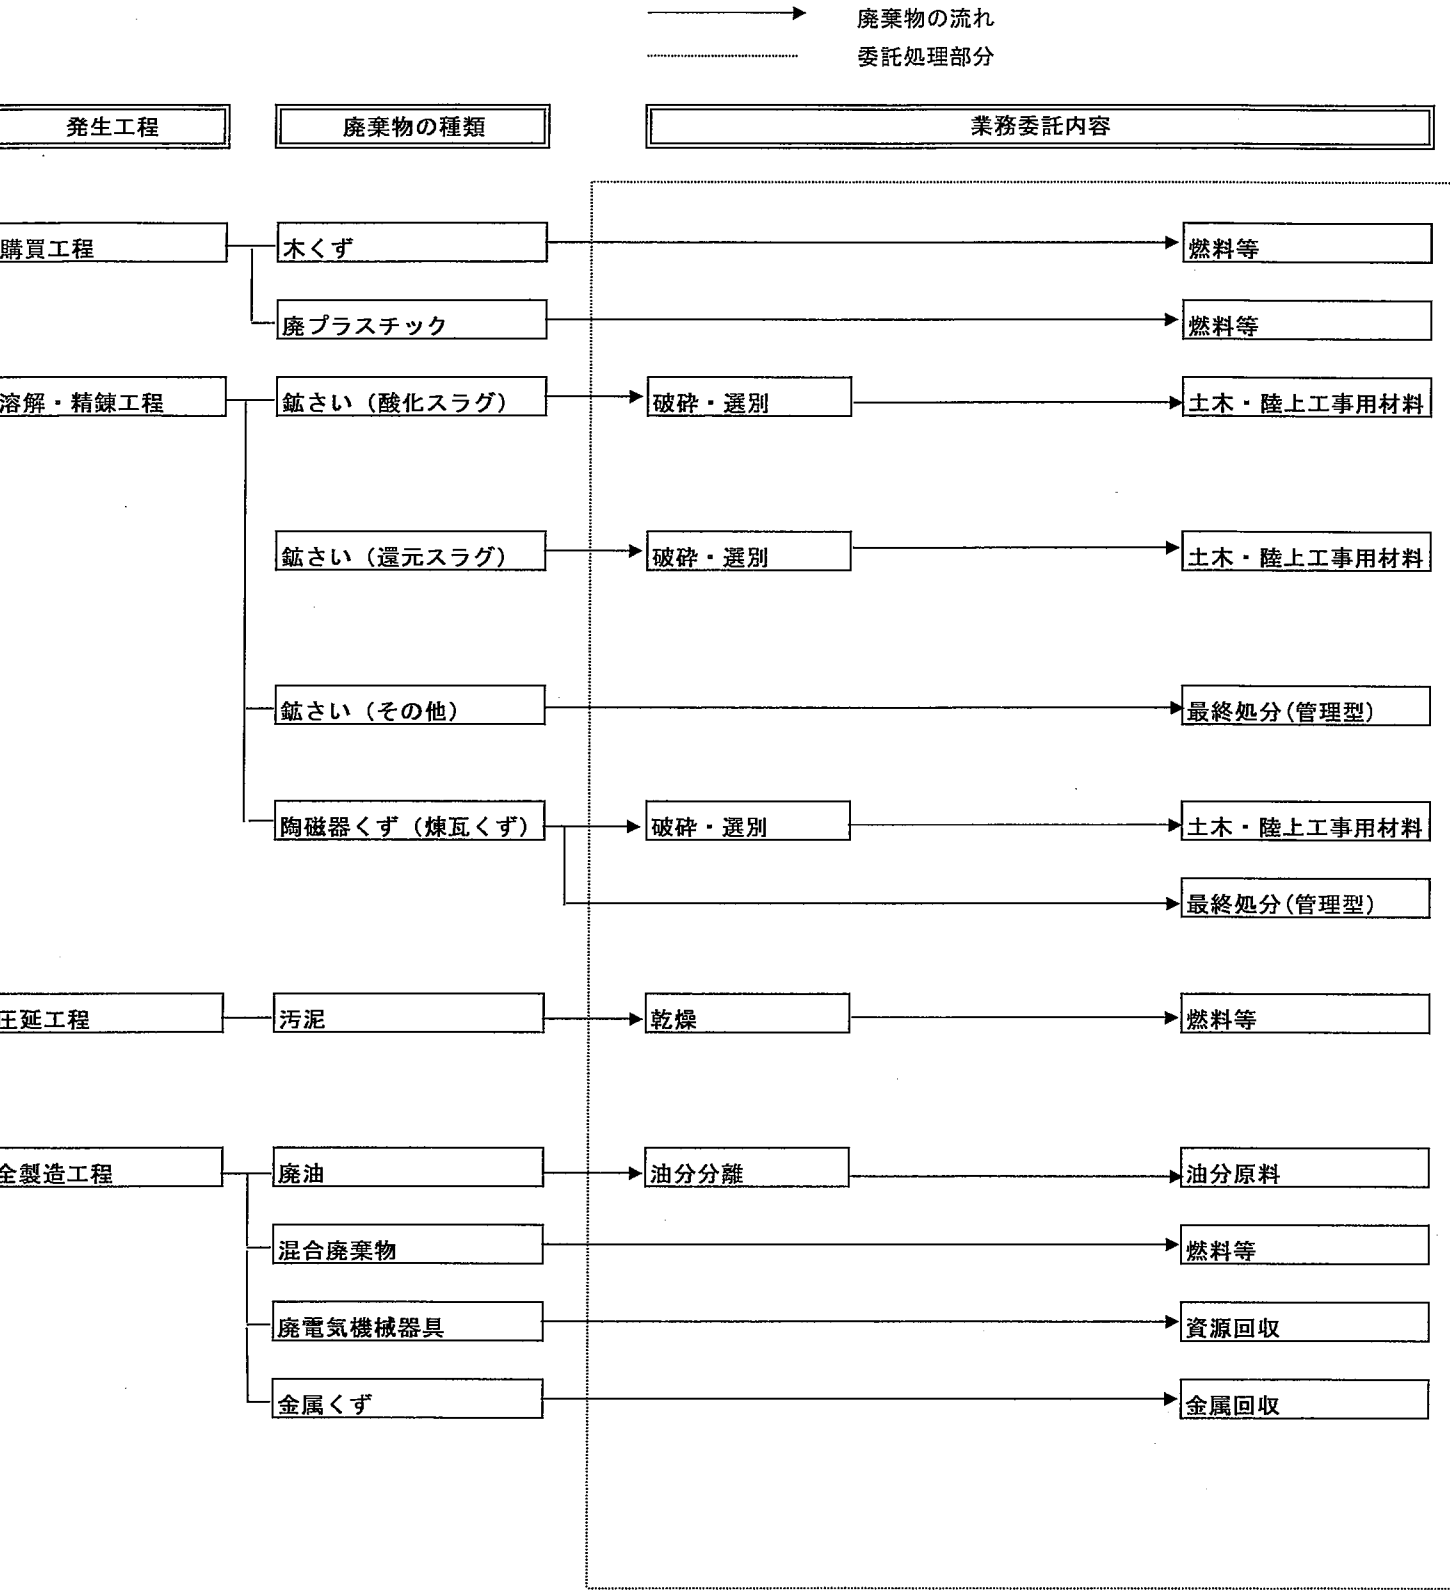 廃棄物の流れ
委託処理部分
発生工程 廃棄物の種類 業務委託内容
購買工程 木くず 燃料等
廃プラスチック 燃料等
溶解・精錬工程 鉱さい（酸化スラグ） 破砕・選別 土木・陸上工事用材料
鉱さい（還元スラグ） 破砕・選別 土木・陸上工事用材料
鉱さい（その他） 最終処分(管理型)
陶磁器くず（煉瓦くず） 破砕・選別 土木・陸上工事用材料
最終処分(管理型)
圧延工程 汚泥 乾燥 燃料等
全製造工程 廃油 油分分離 油分原料
混合廃棄物 燃料等
廃電気機械器具 資源回収
金属くず 金属回収